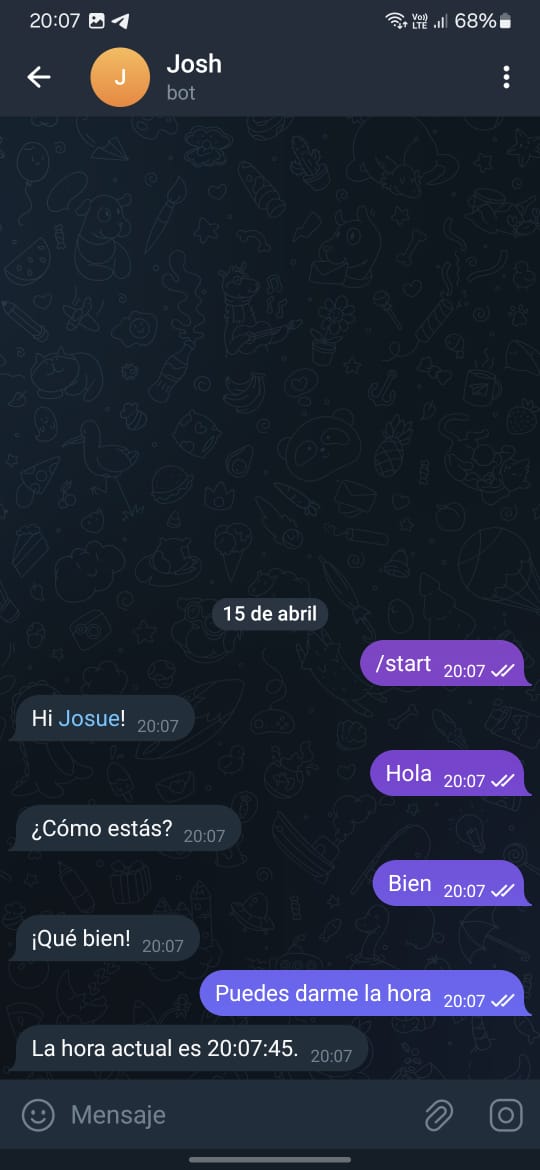 20:07
Vo))
LTE
68%
J
Josh
bot
15 de abril
/start 20:07
Hi Josue! 20:07
Hola 20:07
¿Cómo estás? 20:07
Bien 20:07
¡Qué bien! 20:07
Puedes darme la hora 20:07
La hora actual es 20:07:45. 20:07
Mensaje